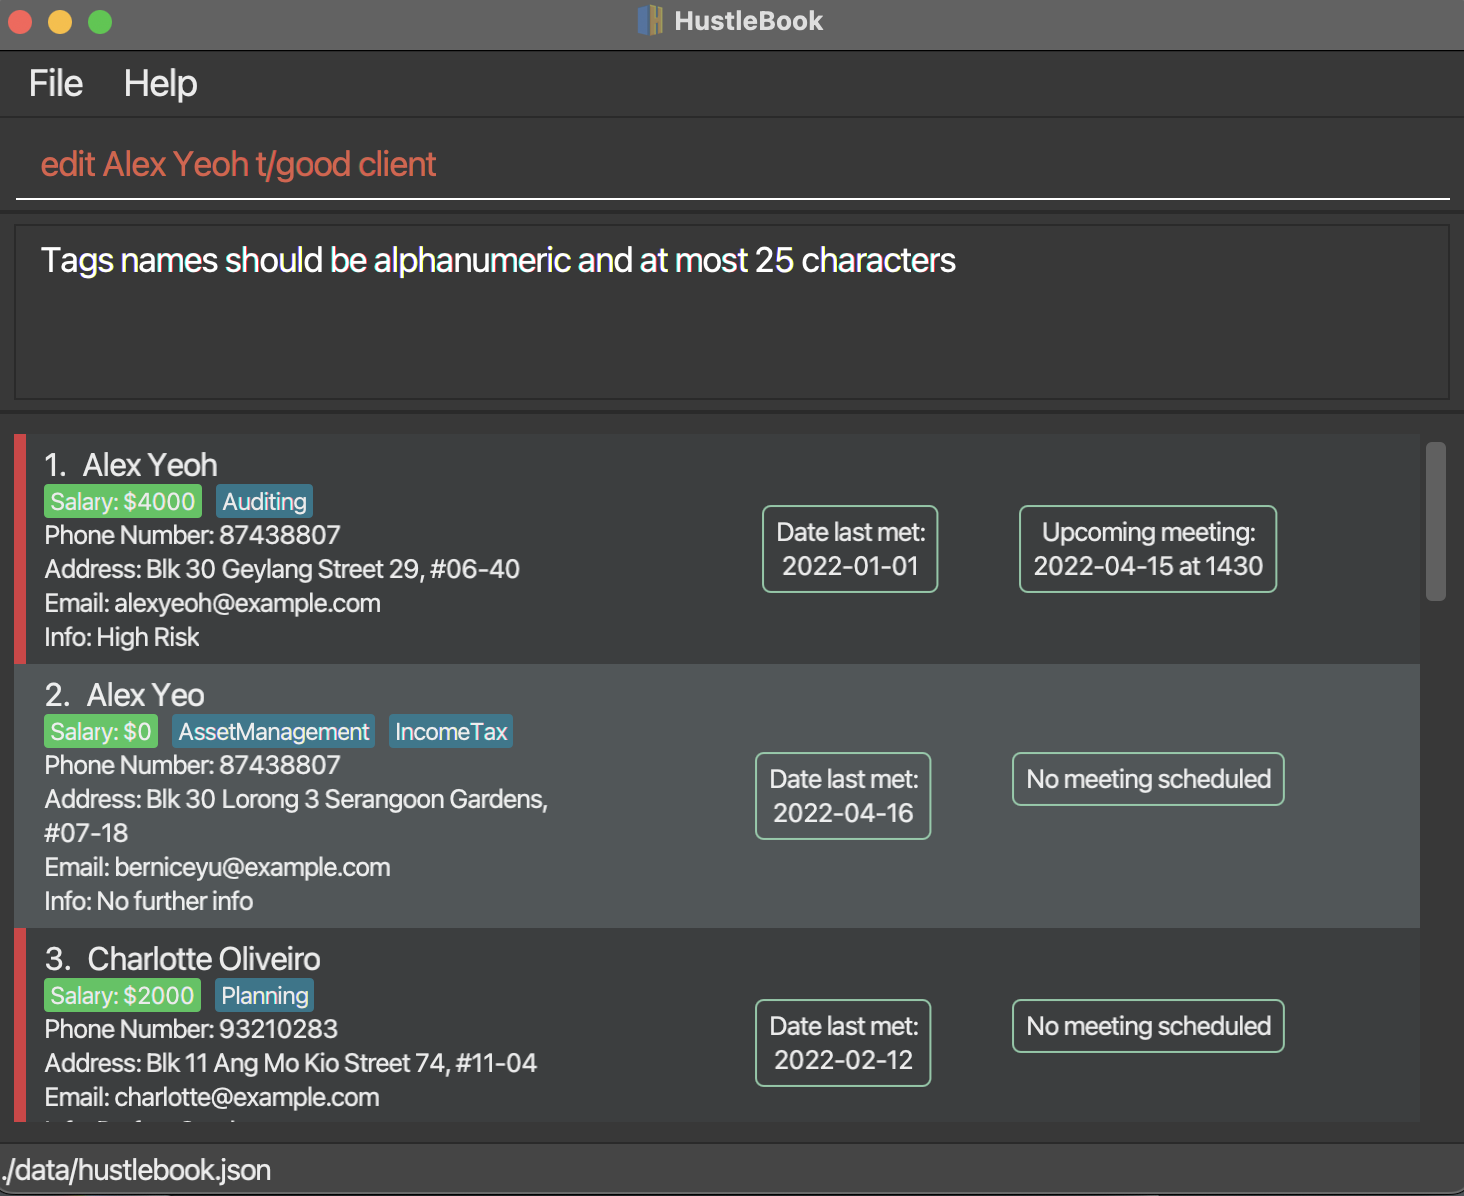 HustleBook
File Help
edit Alex Yeoh t/good client
Tags names should be alphanumeric and at most 25 characters
1. Alex Yeoh
Salary: $4000 Auditing
Phone Number: 87438807
Address: Blk 30 Geylang Street 29, #06-40
Email: alexyeoh@example.com
Info: High Risk
Date last met:
2022-01-01
Upcoming meeting:
2022-04-15 at 1430
2. Alex Yeo
Salary: $0 AssetManagement IncomeTax
Phone Number: 87438807
Address: Blk 30 Lorong 3 Serangoon Gardens,
#07-18
Email: berniceyu@example.com
Info: No further info
Date last met:
2022-04-16
No meeting scheduled
3. Charlotte Oliveiro
Salary: $2000 Planning
Phone Number: 93210283
Address: Blk 11 Ang Mo Kio Street 74, #11-04
Email: charlotte@example.com
Date last met:
2022-02-12
No meeting scheduled
./data/hustlebook.json